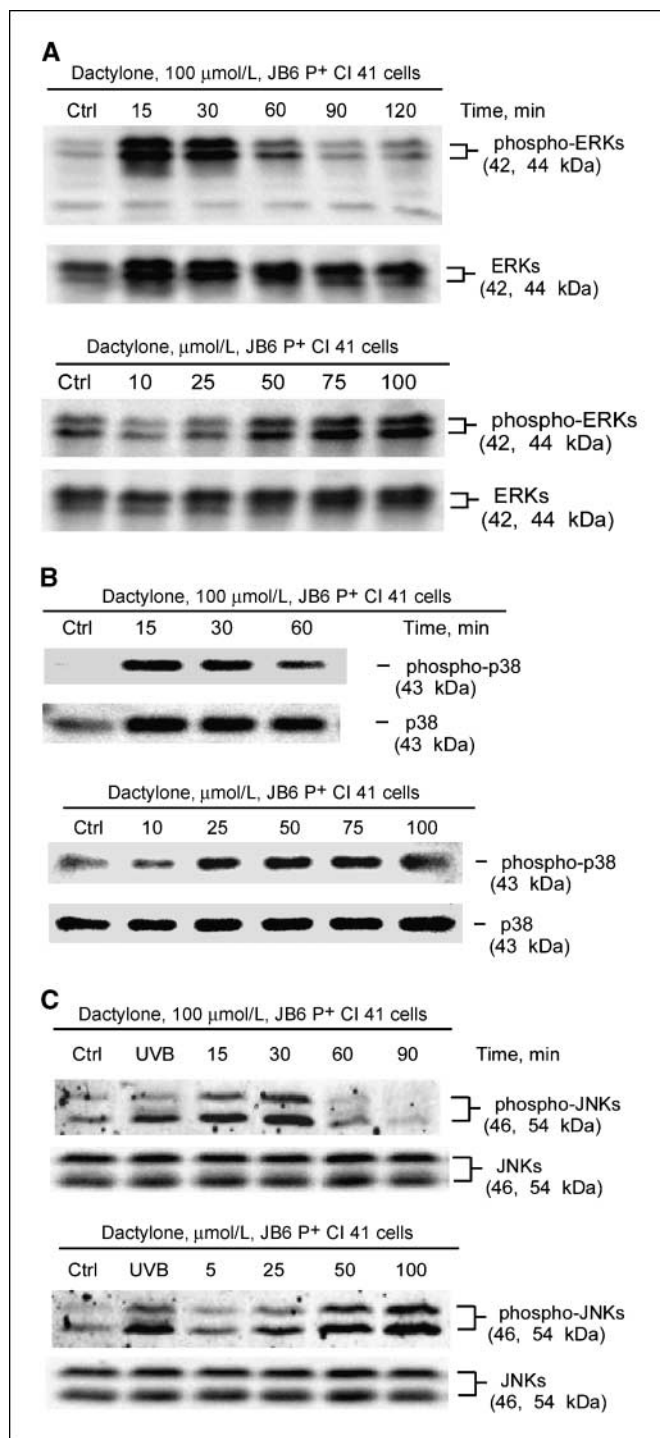 A
Dactylone, 100 μmol/L, JB6 P+ CI 41 cells
Ctrl 15 30 60 90 120 Time, min
phospho-ERKs
(42, 44 kDa)
ERKs
(42, 44 kDa)
Dactylone, μmol/L, JB6 P+ CI 41 cells
Ctrl 10 25 50 75 100
phospho-ERKs
(42, 44 kDa)
ERKs
(42, 44 kDa)
B
Dactylone, 100 μmol/L, JB6 P+ CI 41 cells
Ctrl 15 30 60 Time, min
phospho-p38
(43 kDa)
p38
(43 kDa)
Dactylone, μmol/L, JB6 P+ CI 41 cells
Ctrl 10 25 50 75 100
phospho-p38
(43 kDa)
p38
(43 kDa)
C
Dactylone, 100 μmol/L, JB6 P+ CI 41 cells
Ctrl UVB 15 30 60 90 Time, min
phospho-JNKs
(46, 54 kDa)
JNKs
(46, 54 kDa)
Dactylone, μmol/L, JB6 P+ CI 41 cells
Ctrl UVB 5 25 50 100
phospho-JNKs
(46, 54 kDa)
JNKs
(46, 54 kDa)